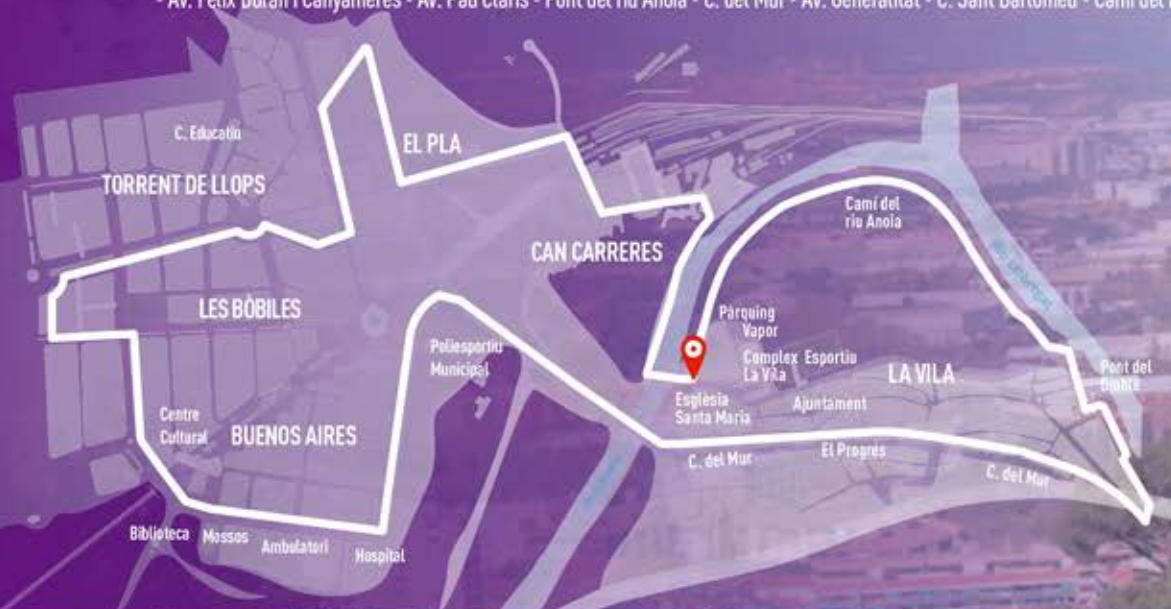 - Av. Fèlix Duran i Canyameres - Av. Pau Claris - Pont del riu Anoia - C. del Mur - Av. Generalitat - C. Sant Bartomeu - Camí del
C. Educatiu
EL PLA
TORRENT DE LLOPS
Camí del
riu Anoia
CAN CARRERES
LES BÒBILES
Pàrquing
Vapor
Poliesportiu
Municipal
Complex Esportiu
La Vila
LA VILA
Pont del
Diable
Església
Santa Maria
Ajuntament
Centre
Cultural
BUENOS AIRES
C. del Mur
El Progrés
C. del Mur
Biblioteca
Mossos
Ambulatori
Hospital